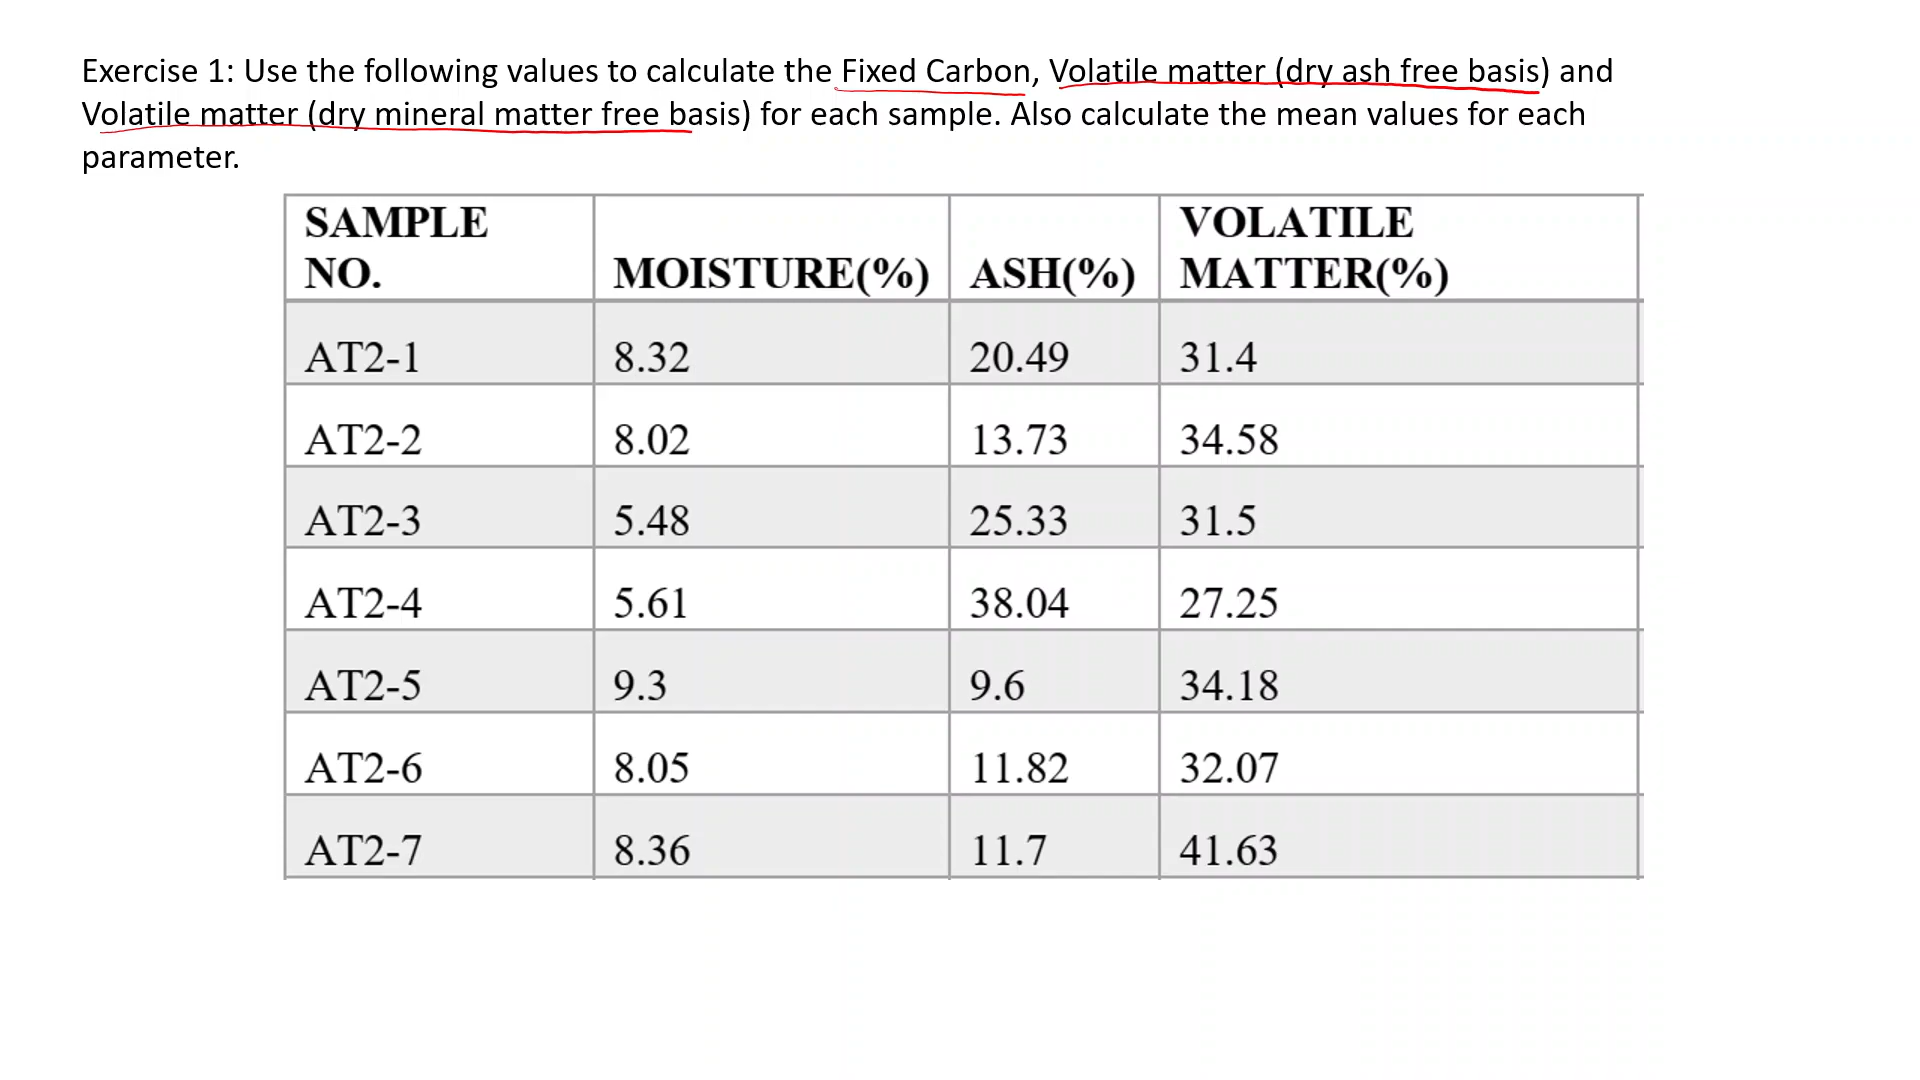 Exercise 1: Use the following values to calculate the Fixed Carbon, Volatile matter (dry ash free basis) and
Volatile matter (dry mineral matter free basis) for each sample. Also calculate the mean values for each
parameter.
SAMPLE NO. MOISTURE(%) ASH(%) VOLATILE MATTER(%)
AT2-1 8.32 20.49 31.4
AT2-2 8.02 13.73 34.58
AT2-3 5.48 25.33 31.5
AT2-4 5.61 38.04 27.25
AT2-5 9.3 9.6 34.18
AT2-6 8.05 11.82 32.07
AT2-7 8.36 11.7 41.63